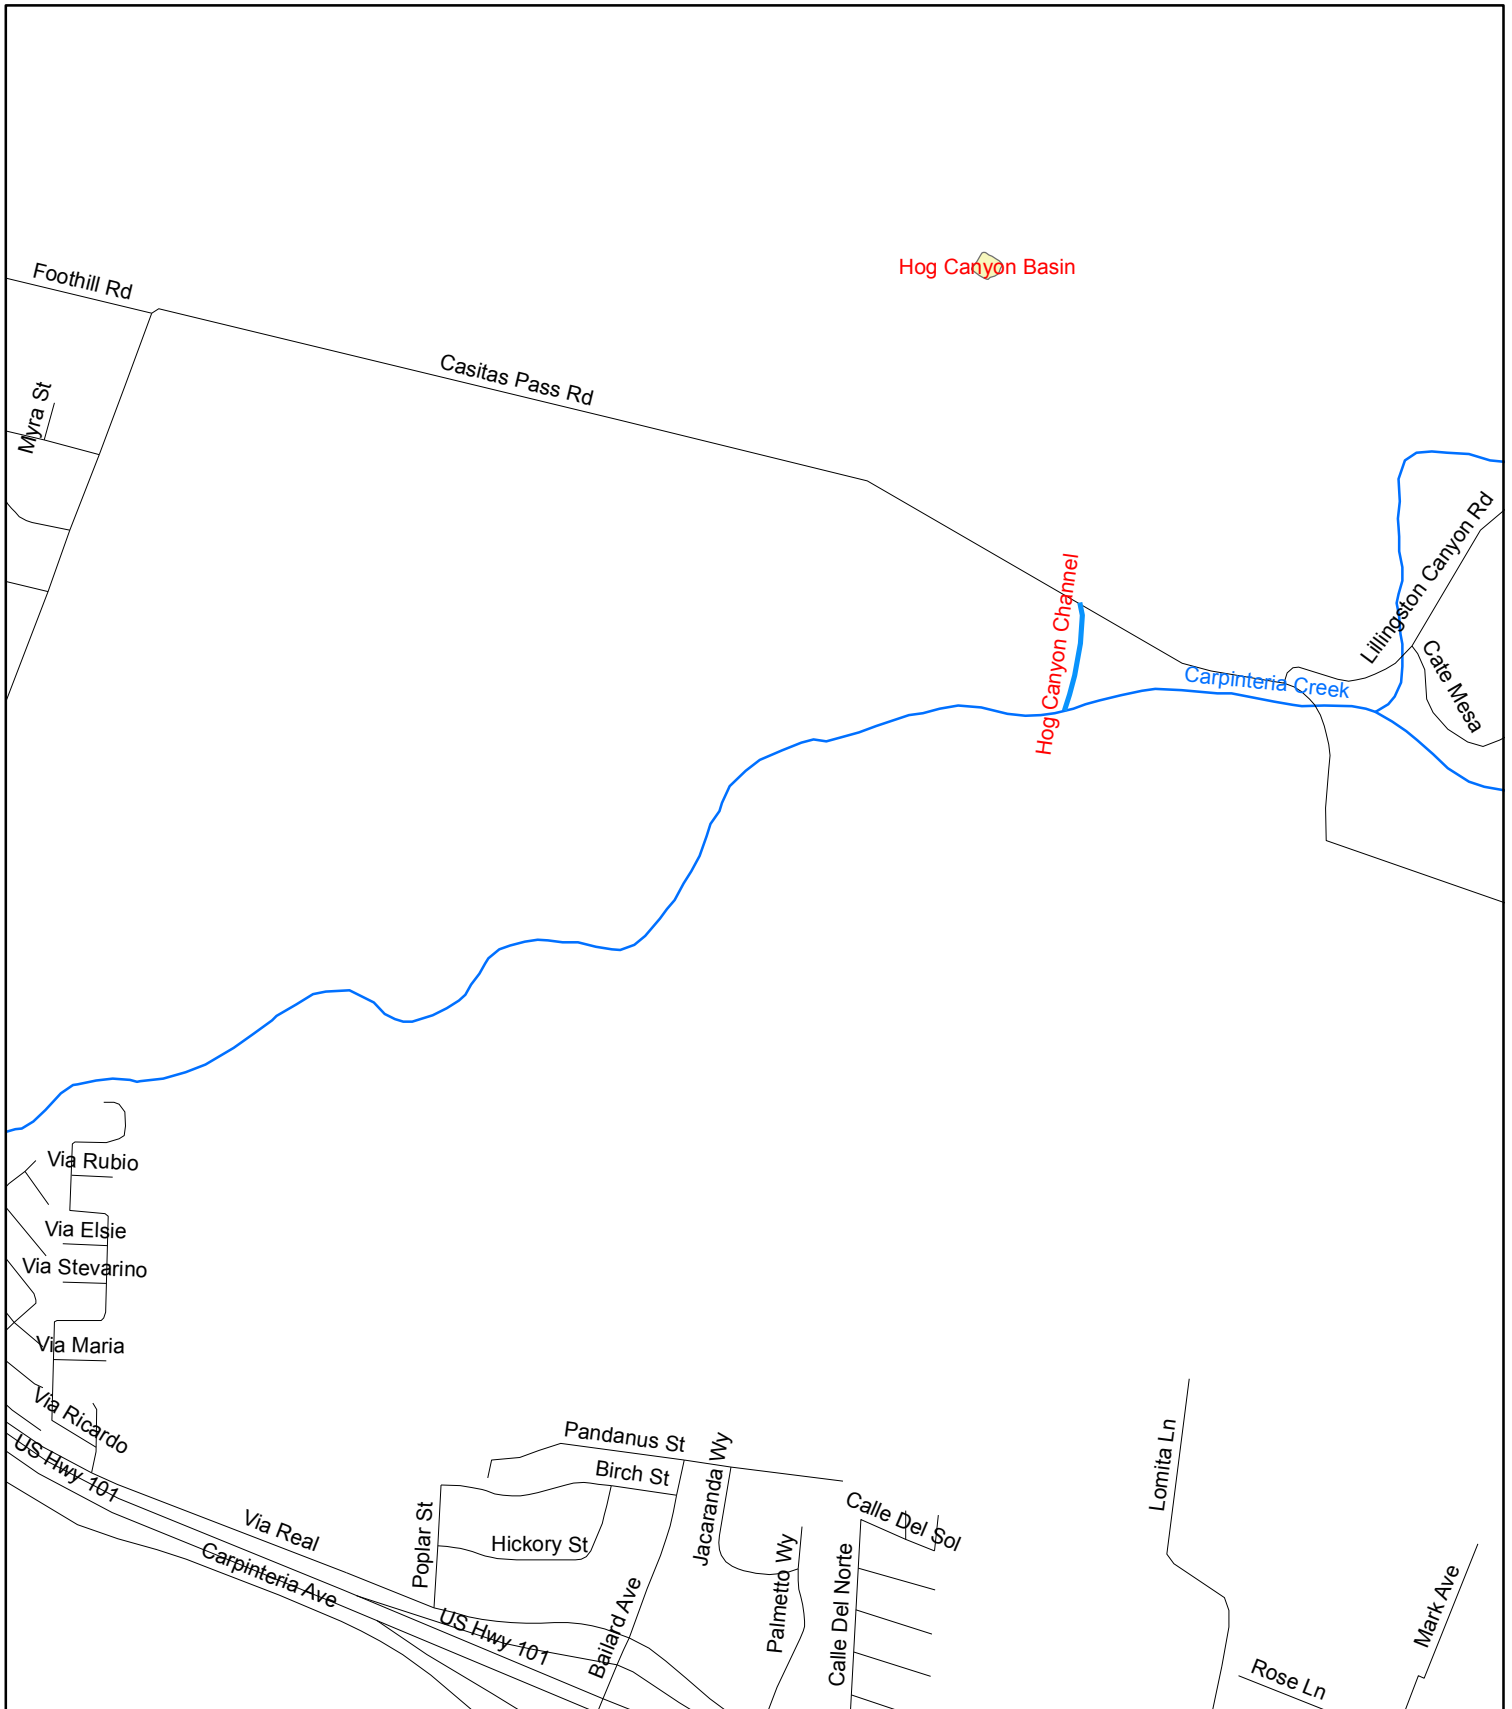 Hog Canyon Basin
Foothill Rd
Casitas Pass Rd
Myra St
Lillingston Canyon Rd
Hog Canyon Channel
Cate Mesa
Carpinteria Creek
Via Rubio
Via Elsie
Via Stevarino
Via Maria
Via Ricardo
US Hwy 101
Pandanus St
Birch St
Jacaranda Wy
Lomita Ln
Via Real
Poplar St
Hickory St
Calle Del Sol
Carpinteria Ave
Palmetto Wy
Calle Del Norte
US Hwy 101
Bailard Ave
Mark Ave
Rose Ln